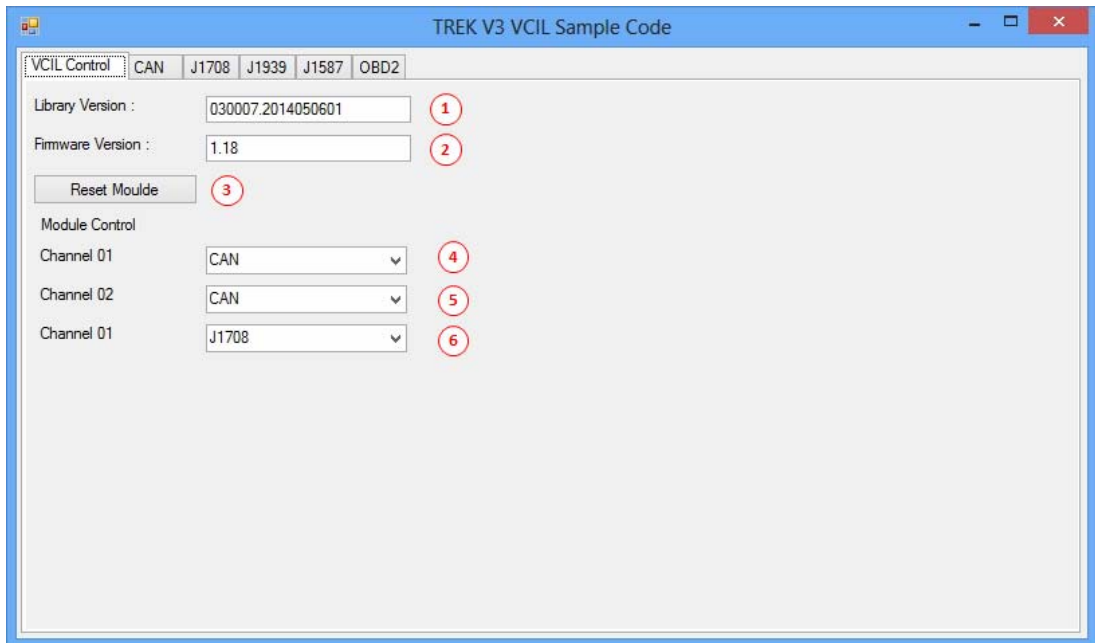 TREK V3 VCIL Sample Code
VCIL Control CAN J1708 J1939 J1587 OBD2
Library Version : 030007.2014050601 1
Firmware Version : 1.18 2
Reset Moulde 3
Module Control
Channel 01 CAN 4
Channel 02 CAN 5
Channel 01 J1708 6